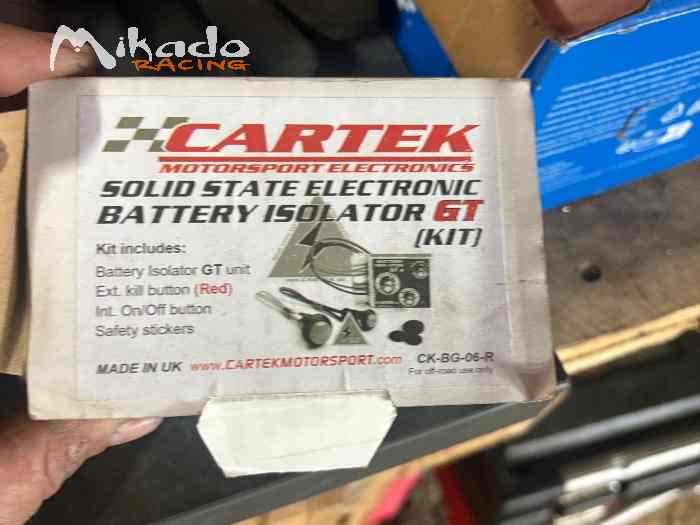 Mikado
RACING
CARTEK
MOTORSPORT ELECTRONICS
SOLID STATE ELECTRONIC
BATTERY ISOLATOR GT
(KIT)
Kit includes:
Battery Isolator GT unit
Ext. kill button (Red)
Int. On/Off button
Safety stickers
MADE IN UK www.CARTEKMOTORSPORT.com CK-BG-06-R
For off-road use only